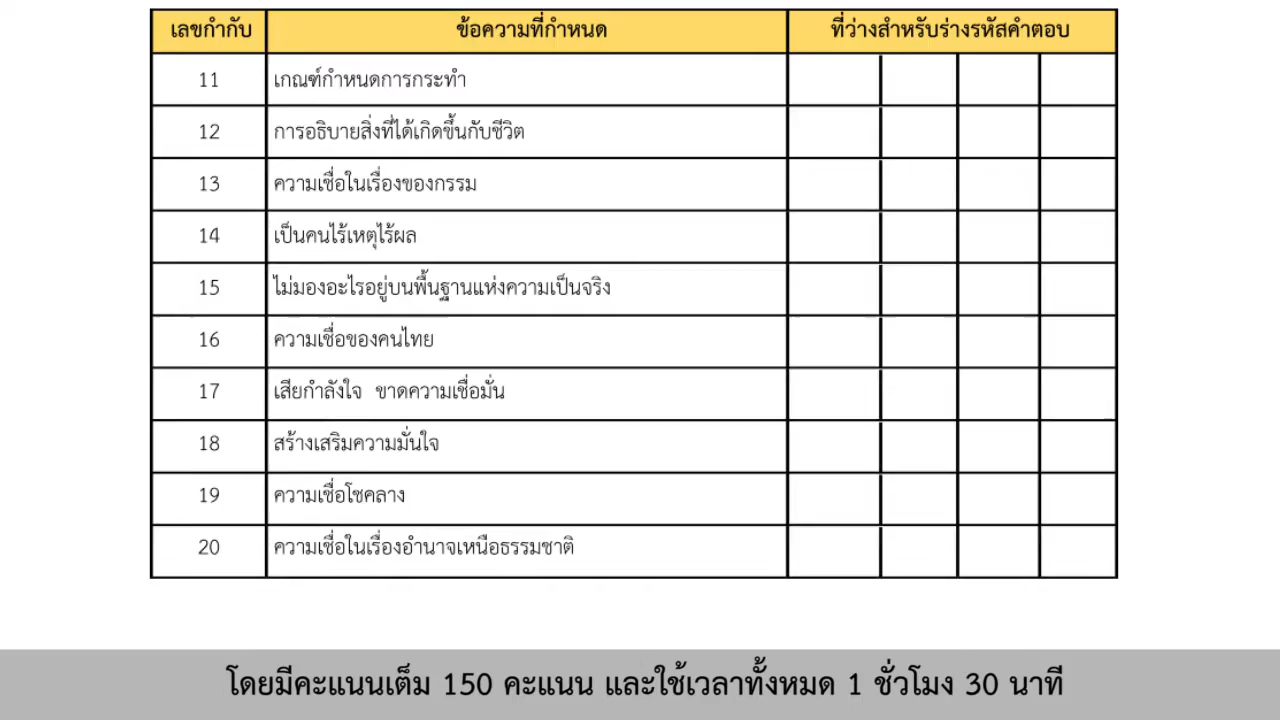 เลขกำกับ ข้อความที่กำหนด ที่ว่างสำหรับร่างรหัสคำตอบ
11 เกณฑ์กำหนดการกระทำ
12 การอธิบายสิ่งที่ได้เกิดขึ้นกับชีวิต
13 ความเชื่อในเรื่องของกรรม
14 เป็นคนไร้เหตุไร้ผล
15 ไม่มองอะไรอยู่บนพื้นฐานแห่งความเป็นจริง
16 ความเชื่อของคนไทย
17 เสียกำลังใจ ขาดความเชื่อมั่น
18 สร้างเสริมความมั่นใจ
19 ความเชื่อโชคลาง
20 ความเชื่อในเรื่องอำนาจเหนือธรรมชาติ
โดยมีคะแนนเต็ม 150 คะแนน และใช้เวลาทั้งหมด 1 ชั่วโมง 30 นาที